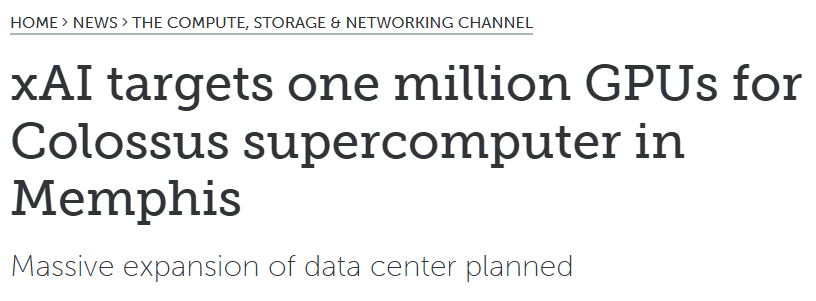 HOME > NEWS > THE COMPUTE, STORAGE & NETWORKING CHANNEL
xAI targets one million GPUs for
Colossus supercomputer in
Memphis
Massive expansion of data center planned